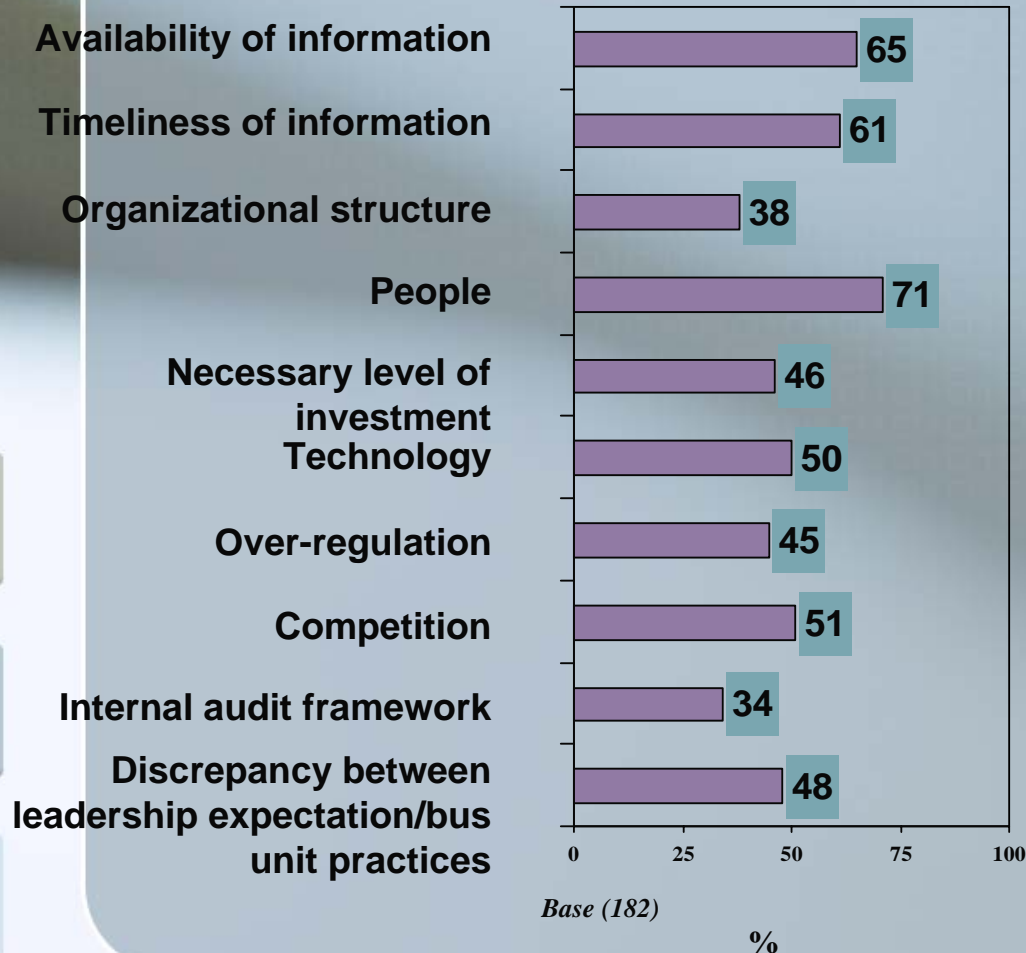 Availability of information
65
Timeliness of information
61
Organizational structure
38
People
71
Necessary level of
investment
46
Technology
50
Over-regulation
45
Competition
51
Internal audit framework
34
Discrepancy between
leadership expectation/bus
unit practices
48
0 25 50 75 100
Base (182)
%